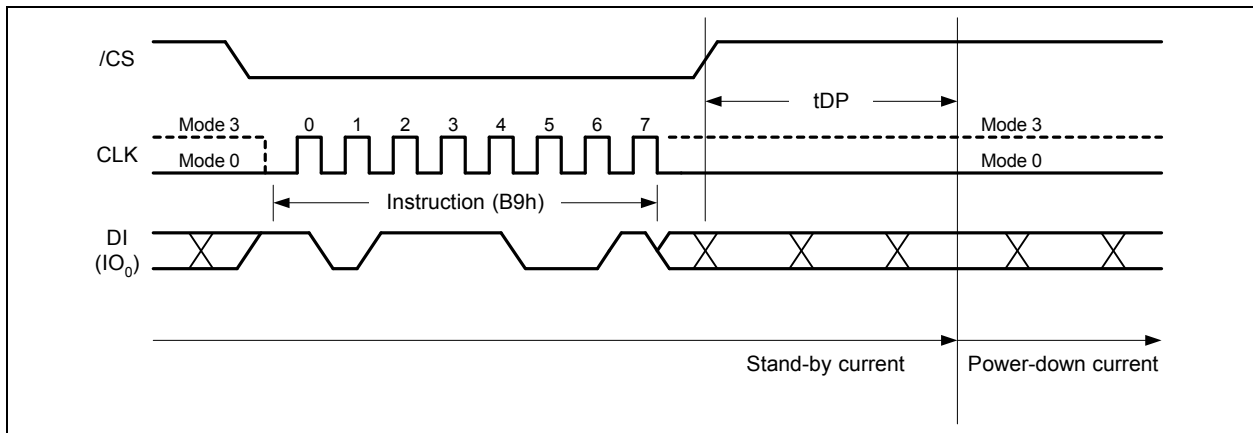 /CS
tDP
Mode 3 0 1 2 3 4 5 6 7 Mode 3
CLK
Mode 0 Mode 0
Instruction (B9h)
DI
(IO0)
Stand-by current Power-down current